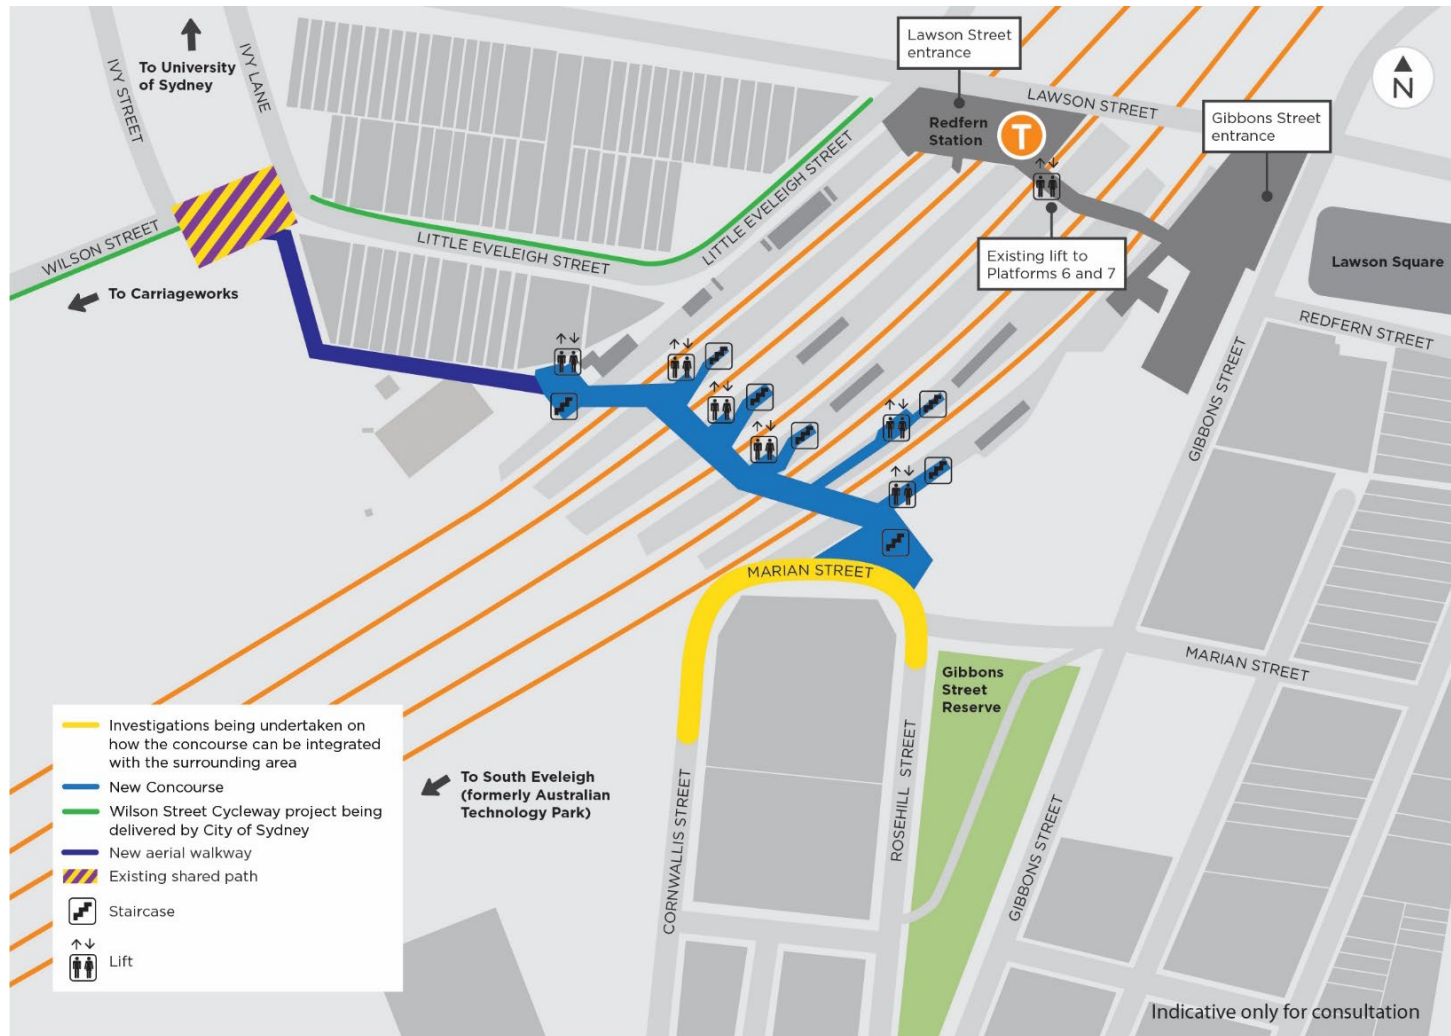 Lawson Street
entrance
To University
of Sydney
IVY STREET
IVY LANE
LAWSON STREET
N
Gibbons Street
entrance
Redfern
Station
T
LITTLE EVELEIGH STREET
WILSON STREET
LITTLE EVELEIGH STREET
Existing lift to
Platforms 6 and 7
Lawson Square
To Carriageworks
REDFERN STREET
GIBBONS STREET
MARIAN STREET
MARIAN STREET
Gibbons
Street
Reserve
Investigations being undertaken on
how the concourse can be integrated
with the surrounding area
New Concourse
Wilson Street Cycleway project being
delivered by City of Sydney
New aerial walkway
Existing shared path
Staircase
Lift
To South Eveleigh
(formerly Australian
Technology Park)
CORNWALLIS STREET
ROSEHILL STREET
GIBBONS STREET
Indicative only for consultation